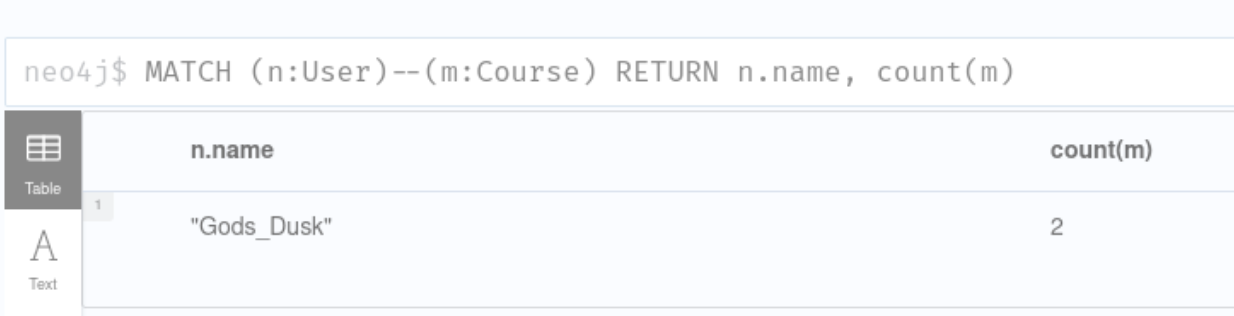 neo4j$ MATCH (n:User)--(m:Course) RETURN n.name, count(m)
Table
n.name count(m)
1
"Gods_Dusk" 2
A
Text